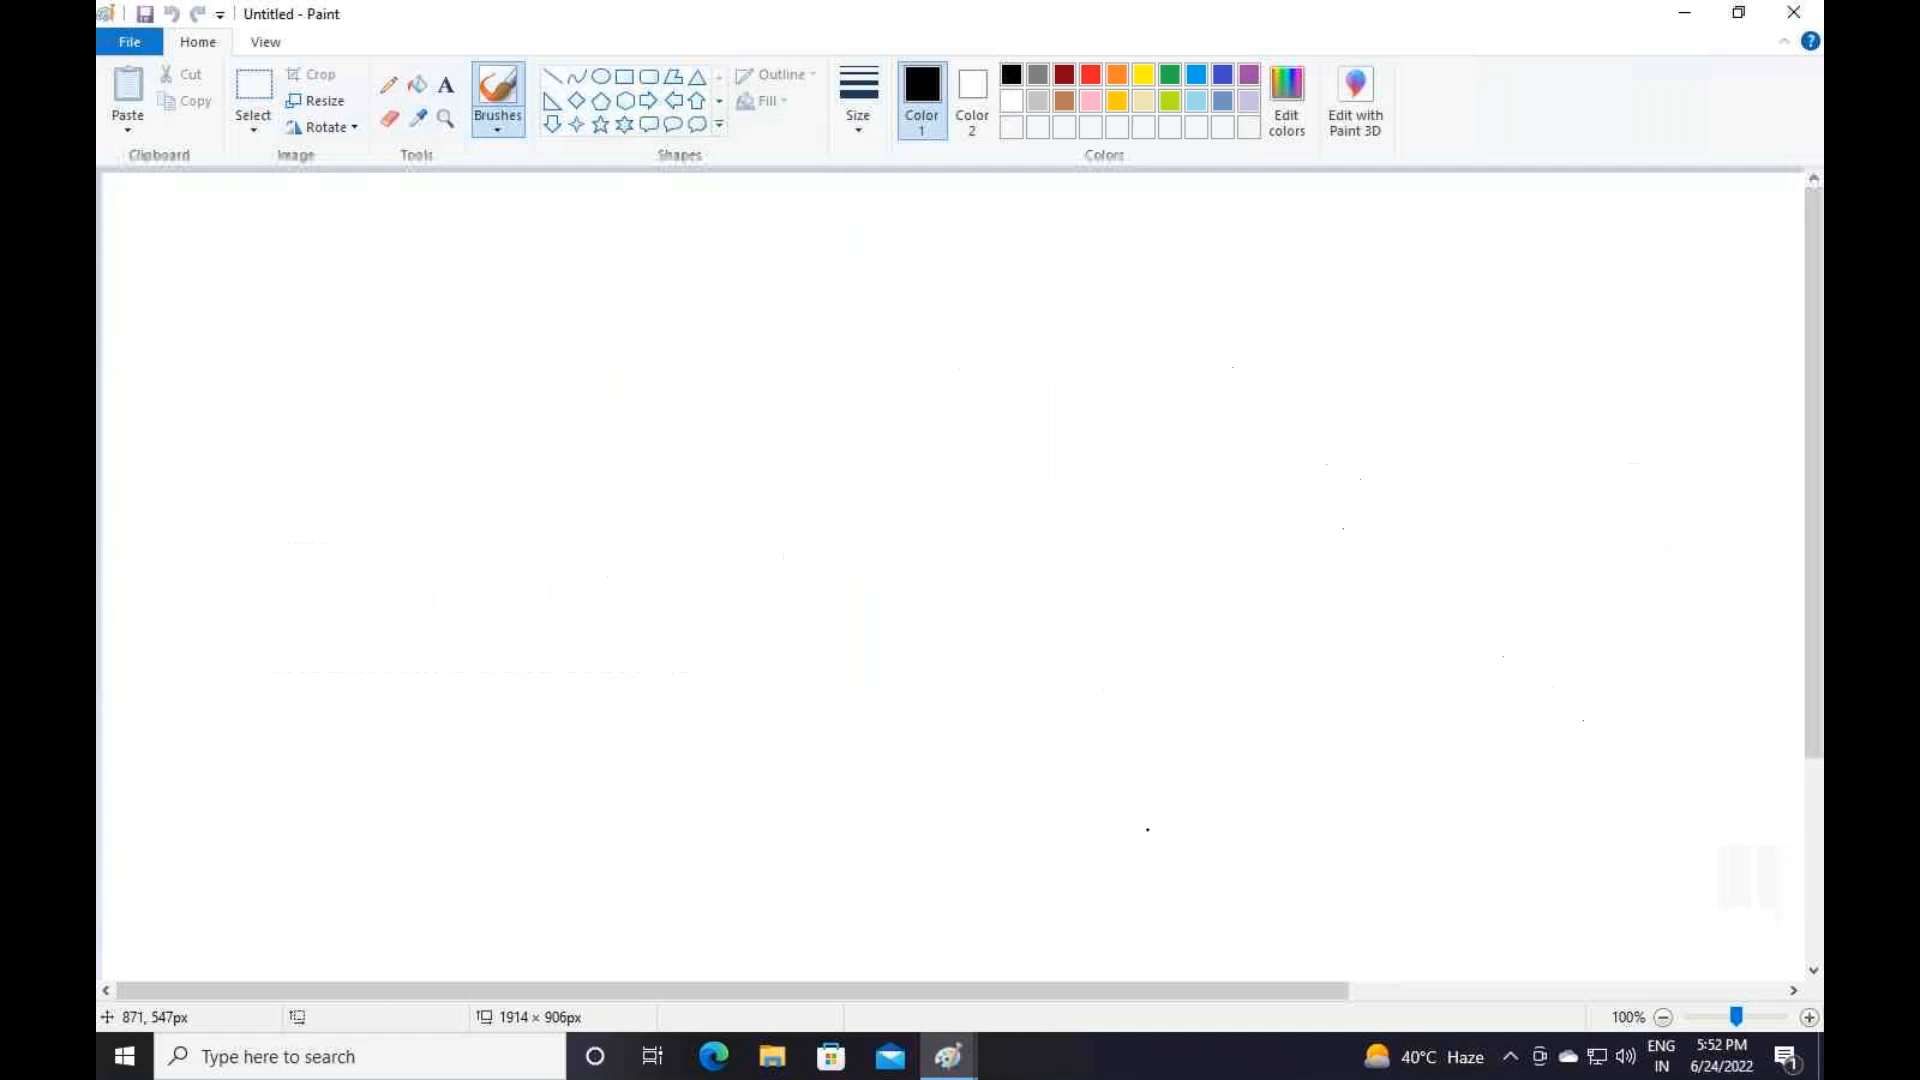 Untitled - Paint
File Home View
Paste Cut Copy Clipboard
Select Crop Resize Rotate Image
A Tools
Brushes
Shapes
Outline Fill
Size
Color 1 Color 2
Edit colors Colors
Edit with Paint 3D
871, 547px 1914 × 906px 100%
Type here to search 40°C Haze ENG IN 5:52 PM 6/24/2022 1